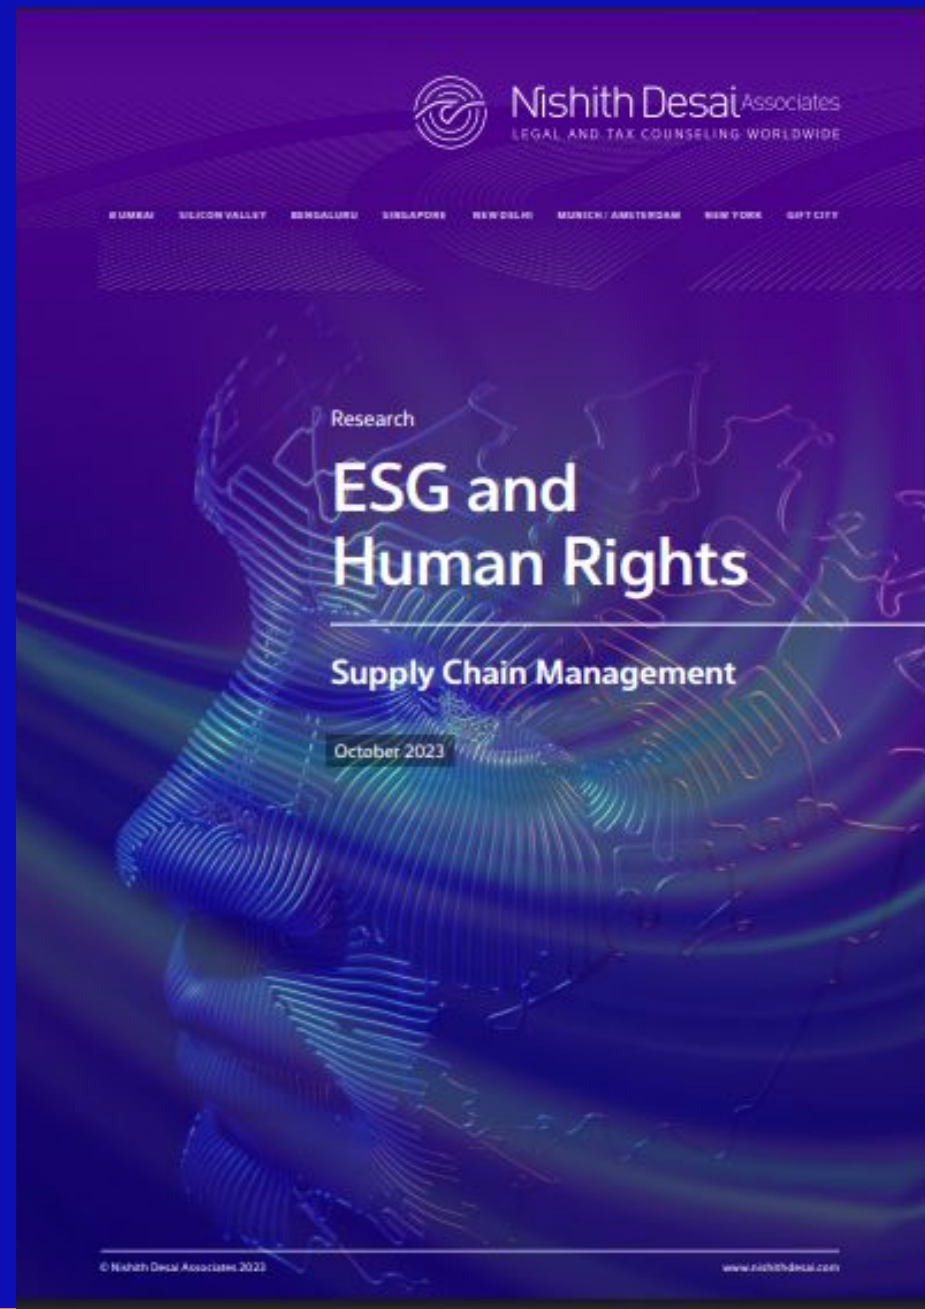 Nishith Desai Associates
LEGAL AND TAX COUNSELING WORLDWIDE
MUMBAI SILICON VALLEY BENGALURU SINGAPORE NEW DELHI MUNICH / AMSTERDAM NEW YORK GIFT CITY
Research
ESG and
Human Rights
Supply Chain Management
October 2023
© Nishith Desai Associates 2023 www.nishithdesai.com